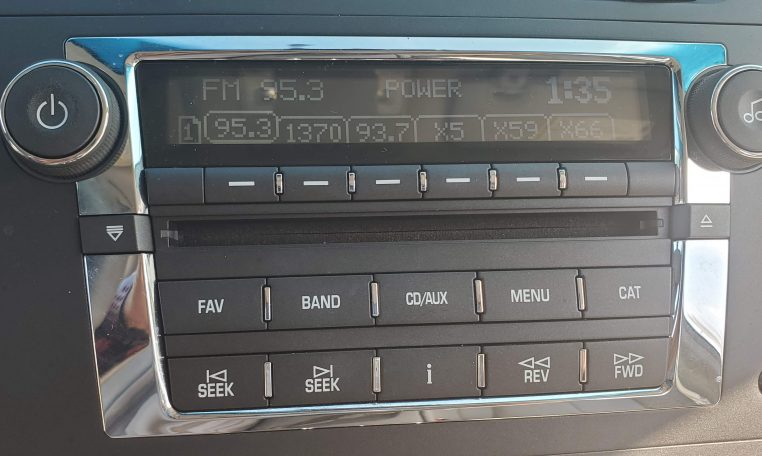 FM 95.3 POWER 1:35
1 95.3 1370 93.7 X5 X59 X66
FAV BAND CD/AUX MENU CAT
SEEK SEEK i REV FWD